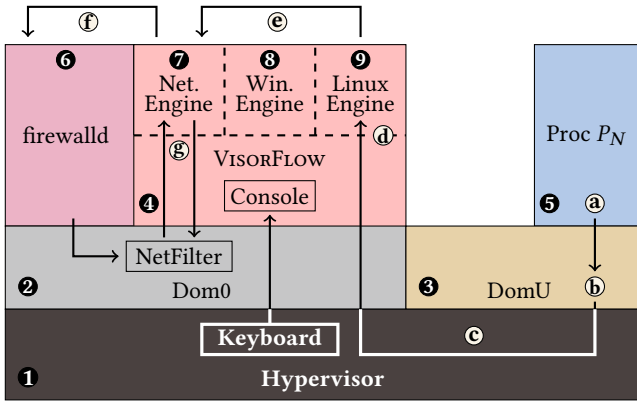 f e
6 7 8 9
Net. Win. Linux
Engine Engine Engine
firewalld Proc P_N
d
g VISORFLOW
4 Console 5 a
NetFilter
2 Dom0 3 DomU b
Keyboard c
1 Hypervisor